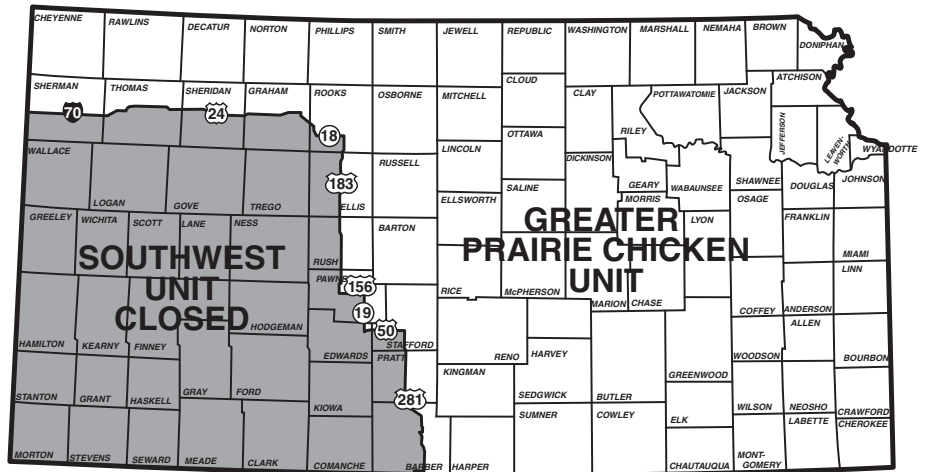 CHEYENNE RAWLINS DECATUR NORTON PHILLIPS SMITH JEWELL REPUBLIC WASHINGTON MARSHALL NEMAHA BROWN
DONIPHAN
CLOUD
ATCHISON
SHERMAN THOMAS SHERIDAN GRAHAM ROOKS OSBORNE MITCHELL CLAY POTTAWATOMIE JACKSON
70 24
18
OTTAWA RILEY JEFFERSON LEAVEN-
WORTH WYANDOTTE
WALLACE LINCOLN
RUSSELL DICKINSON
183
SALINE GEARY WABAUNSEE SHAWNEE DOUGLAS JOHNSON
LOGAN GOVE TREGO ELLIS ELLSWORTH MORRIS OSAGE
GREELEY WICHITA SCOTT LANE NESS BARTON LYON FRANKLIN
GREATER
PRAIRIE CHICKEN
UNIT
SOUTHWEST
UNIT
CLOSED
RUSH MIAMI
PAWNEE LINN
156
RICE McPHERSON MARION CHASE
19 COFFEY ANDERSON
HODGEMAN 50 ALLEN
HAMILTON KEARNY FINNEY STAFFORD
EDWARDS PRATT RENO HARVEY WOODSON BOURBON
KINGMAN GREENWOOD
STANTON GRANT HASKELL GRAY FORD 281 SEDGWICK BUTLER
KIOWA SUMNER COWLEY ELK WILSON NEOSHO CRAWFORD
LABETTE CHEROKEE
MORTON STEVENS SEWARD MEADE CLARK COMANCHE BARBER HARPER CHAUTAUQUA MONT-
GOMERY